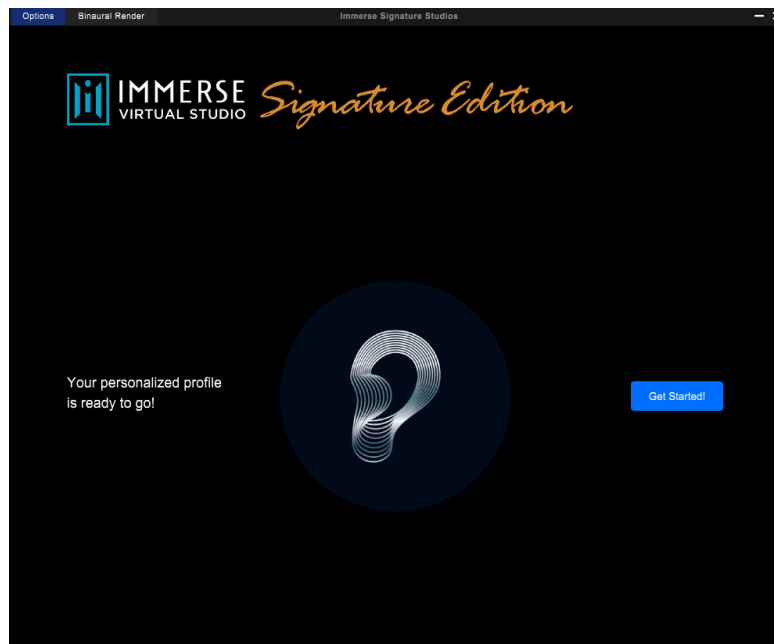 Options Binaural Render Immerse Signature Studios
IMMERSE
VIRTUAL STUDIO
Signature Edition
Your personalized profile
is ready to go!
Get Started!